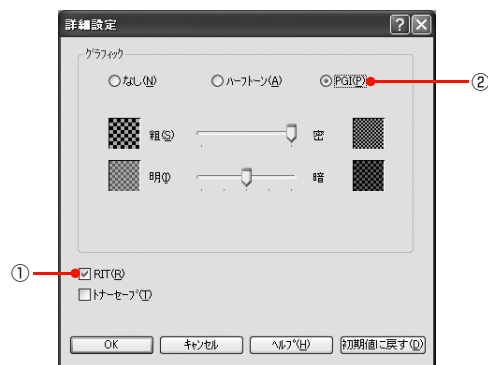 詳細設定
グラフィック
なし(N) ハーフトーン(A) PGI(P) ②
粗(S) 密
明(I) 暗
① RIT(R)
トナーセーブ(T)
OK キャンセル ヘルプ(H) 初期値に戻す(D)